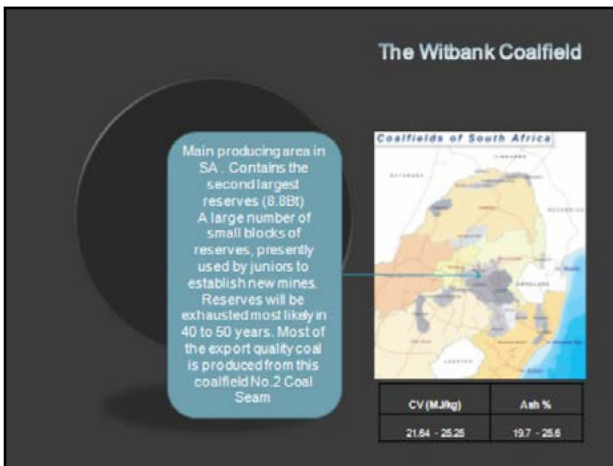 The Witbank Coalfield
Main producing area in
SA . Contains the
second largest
reserves (8.8Bt)
A large number of
small blocks of
reserves, presently
used by juniors to
establish new mines.
Reserves will be
exhausted most likely in
40 to 50 years. Most of
the export quality coal
is produced from this
coalfield No.2 Coal
Seam
Coalfields of South Africa
BOTSWANA
LESOTHO
CV (MJ/kg) Ash %
21.64 - 25.25 19.7 - 25.6